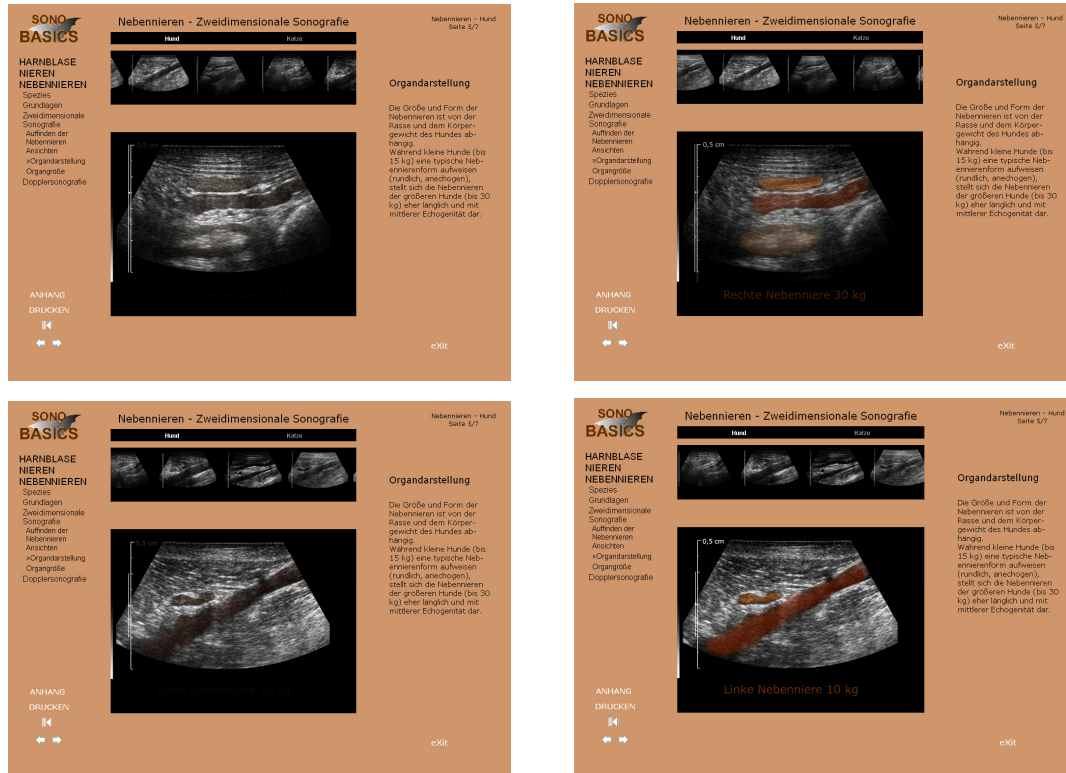 SONO
BASICS
Nebennieren - Zweidimensionale Sonografie
Nebennieren - Hund
Seite 5/7
Hund
Katze
HARNBLASE
NIEREN
NEBENNIEREN
Spezies
Grundlagen
Zweidimensionale
Sonografie
Auffinden der
Nebennieren
Ansichten
»Organdarstellung
Organgröße
Dopplersonografie
0,5 cm
Organdarstellung
Die Größe und Form der
Nebennieren ist von der
Rasse und dem Körper-
gewicht des Hundes ab-
hängig.
Während kleine Hunde (bis
15 kg) eine typische Neb-
ennierenform aufweisen
(rundlich, anechogen),
stellt sich die Nebennieren
der größeren Hunde (bis 30
kg) eher länglich und mit
mittlerer Echogenität dar.
ANHANG
DRUCKEN
eXit
SONO
BASICS
Nebennieren - Zweidimensionale Sonografie
Nebennieren - Hund
Seite 5/7
Hund
Katze
HARNBLASE
NIEREN
NEBENNIEREN
Spezies
Grundlagen
Zweidimensionale
Sonografie
Auffinden der
Nebennieren
Ansichten
»Organdarstellung
Organgröße
Dopplersonografie
0,5 cm
Rechte Nebenniere 30 kg
Organdarstellung
Die Größe und Form der
Nebennieren ist von der
Rasse und dem Körper-
gewicht des Hundes ab-
hängig.
Während kleine Hunde (bis
15 kg) eine typische Neb-
ennierenform aufweisen
(rundlich, anechogen),
stellt sich die Nebennieren
der größeren Hunde (bis 30
kg) eher länglich und mit
mittlerer Echogenität dar.
ANHANG
DRUCKEN
eXit
SONO
BASICS
Nebennieren - Zweidimensionale Sonografie
Nebennieren - Hund
Seite 5/7
Hund
Katze
HARNBLASE
NIEREN
NEBENNIEREN
Spezies
Grundlagen
Zweidimensionale
Sonografie
Auffinden der
Nebennieren
Ansichten
»Organdarstellung
Organgröße
Dopplersonografie
0,5 cm
Linke Nebenniere 10 kg
Organdarstellung
Die Größe und Form der
Nebennieren ist von der
Rasse und dem Körper-
gewicht des Hundes ab-
hängig.
Während kleine Hunde (bis
15 kg) eine typische Neb-
ennierenform aufweisen
(rundlich, anechogen),
stellt sich die Nebennieren
der größeren Hunde (bis 30
kg) eher länglich und mit
mittlerer Echogenität dar.
ANHANG
DRUCKEN
eXit
SONO
BASICS
Nebennieren - Zweidimensionale Sonografie
Nebennieren - Hund
Seite 5/7
Hund
Katze
HARNBLASE
NIEREN
NEBENNIEREN
Spezies
Grundlagen
Zweidimensionale
Sonografie
Auffinden der
Nebennieren
Ansichten
»Organdarstellung
Organgröße
Dopplersonografie
0,5 cm
Linke Nebenniere 10 kg
Organdarstellung
Die Größe und Form der
Nebennieren ist von der
Rasse und dem Körper-
gewicht des Hundes ab-
hängig.
Während kleine Hunde (bis
15 kg) eine typische Neb-
ennierenform aufweisen
(rundlich, anechogen),
stellt sich die Nebennieren
der größeren Hunde (bis 30
kg) eher länglich und mit
mittlerer Echogenität dar.
ANHANG
DRUCKEN
eXit